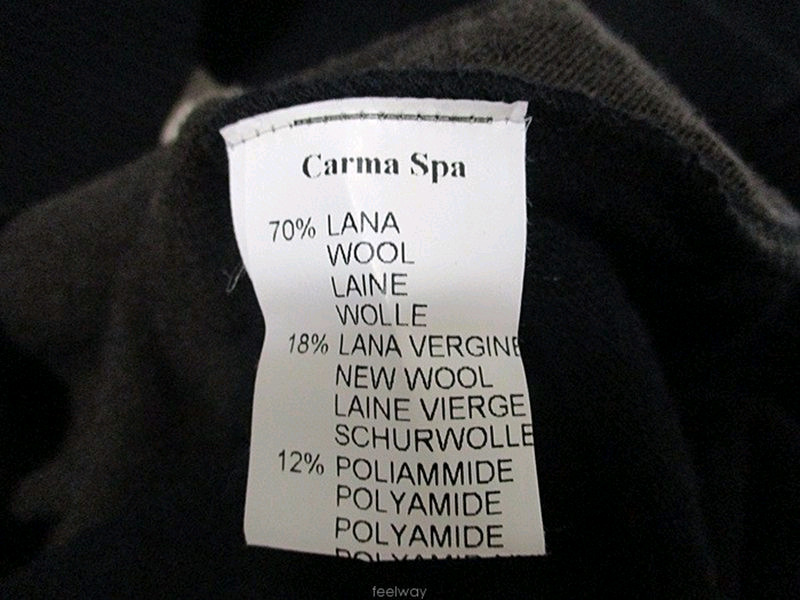 Carma Spa
70% LANA
WOOL
LAINE
WOLLE
18% LANA VERGINE
NEW WOOL
LAINE VIERGE
SCHURWOLLE
12% POLIAMMIDE
POLYAMIDE
POLYAMIDE
feelway